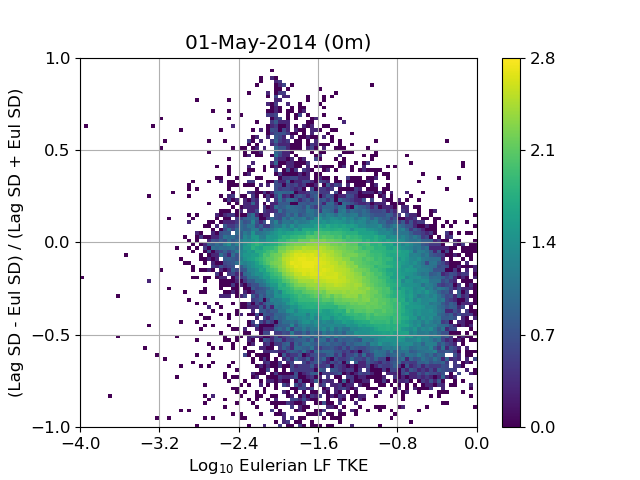 01-May-2014 (0m)
(Lag SD - Eul SD) / (Lag SD + Eul SD)
1.0
0.5
0.0
−0.5
−1.0
−4.0 −3.2 −2.4 −1.6 −0.8 0.0
Log₁₀ Eulerian LF TKE
2.8
2.1
1.4
0.7
0.0